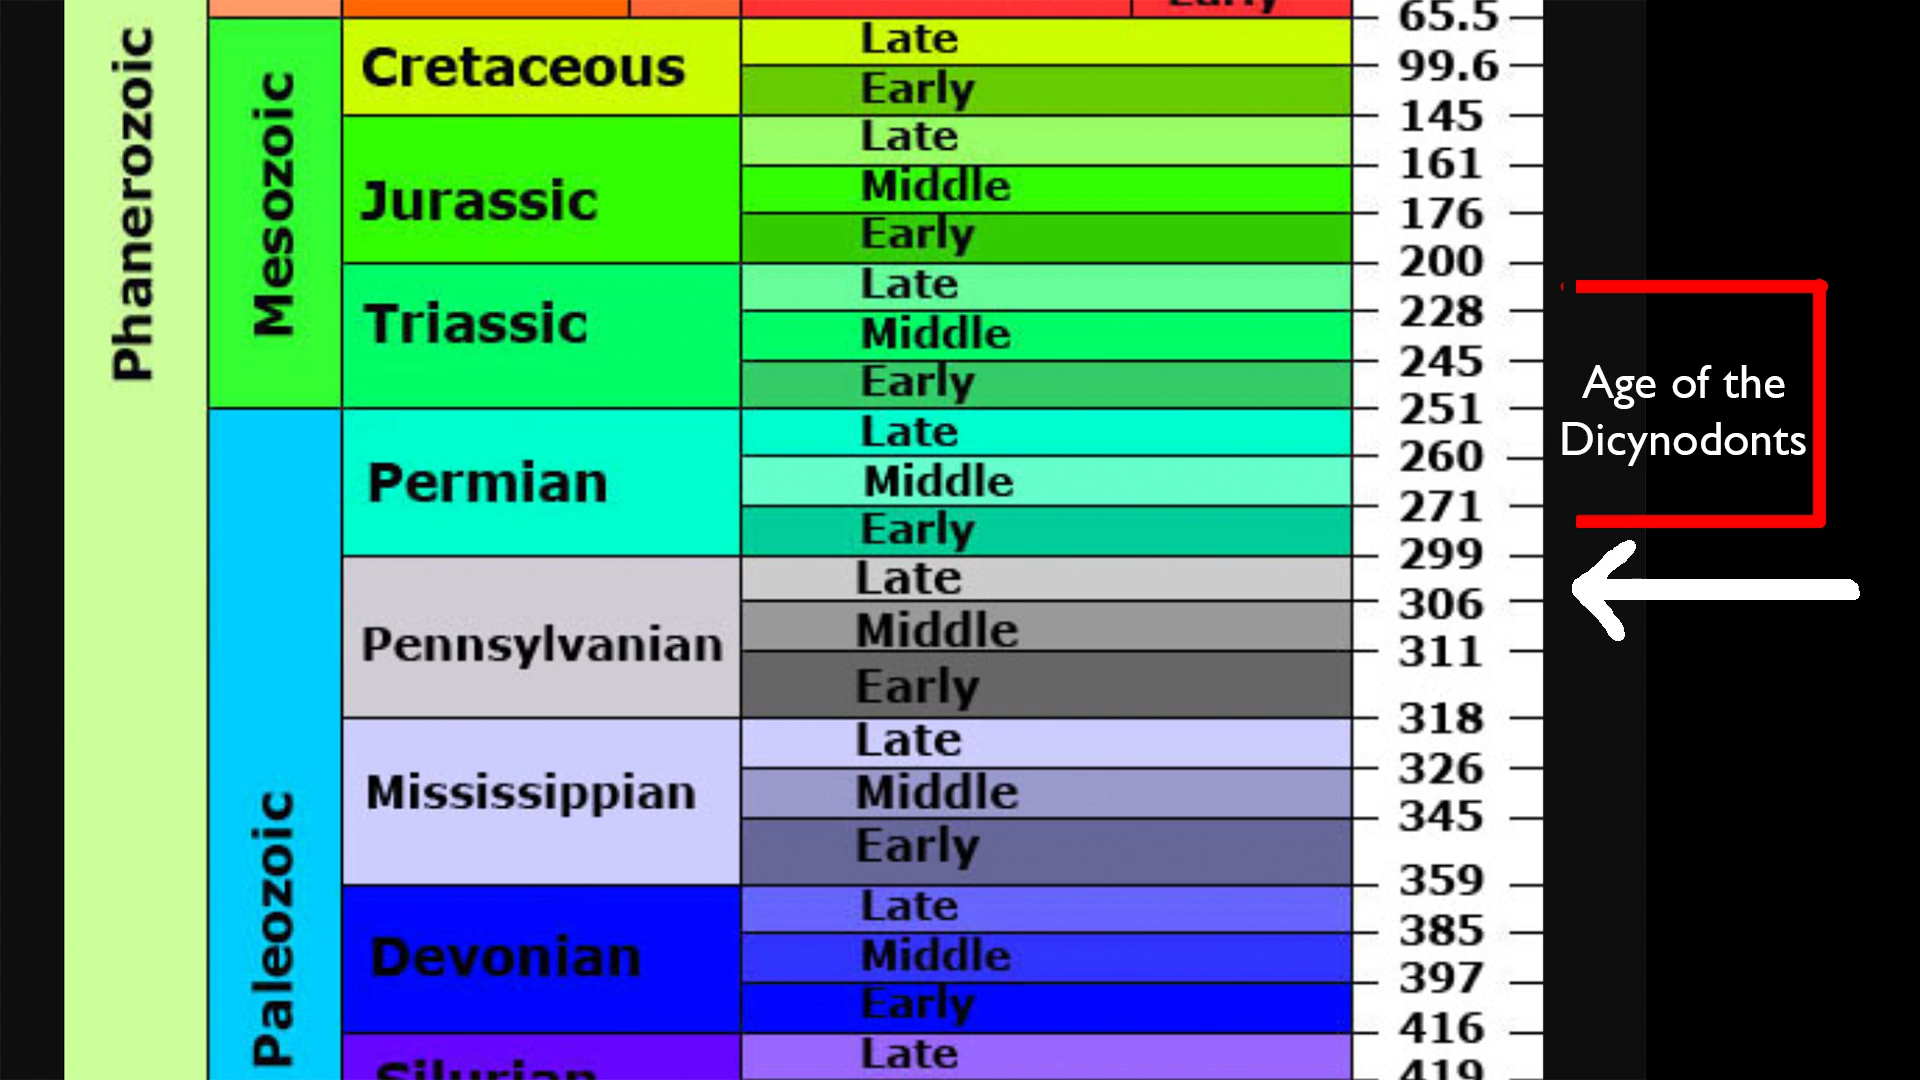 Early
65.5
Phanerozoic
Mesozoic
Cretaceous
Late
99.6
Early
145
Jurassic
Late
161
Middle
176
Early
200
Triassic
Late
228
Middle
245
Early
251
Age of the
Dicynodonts
Paleozoic
Permian
Late
260
Middle
271
Early
299
Pennsylvanian
Late
306
Middle
311
Early
318
Mississippian
Late
326
Middle
345
Early
359
Devonian
Late
385
Middle
397
Early
416
Silurian
Late
419